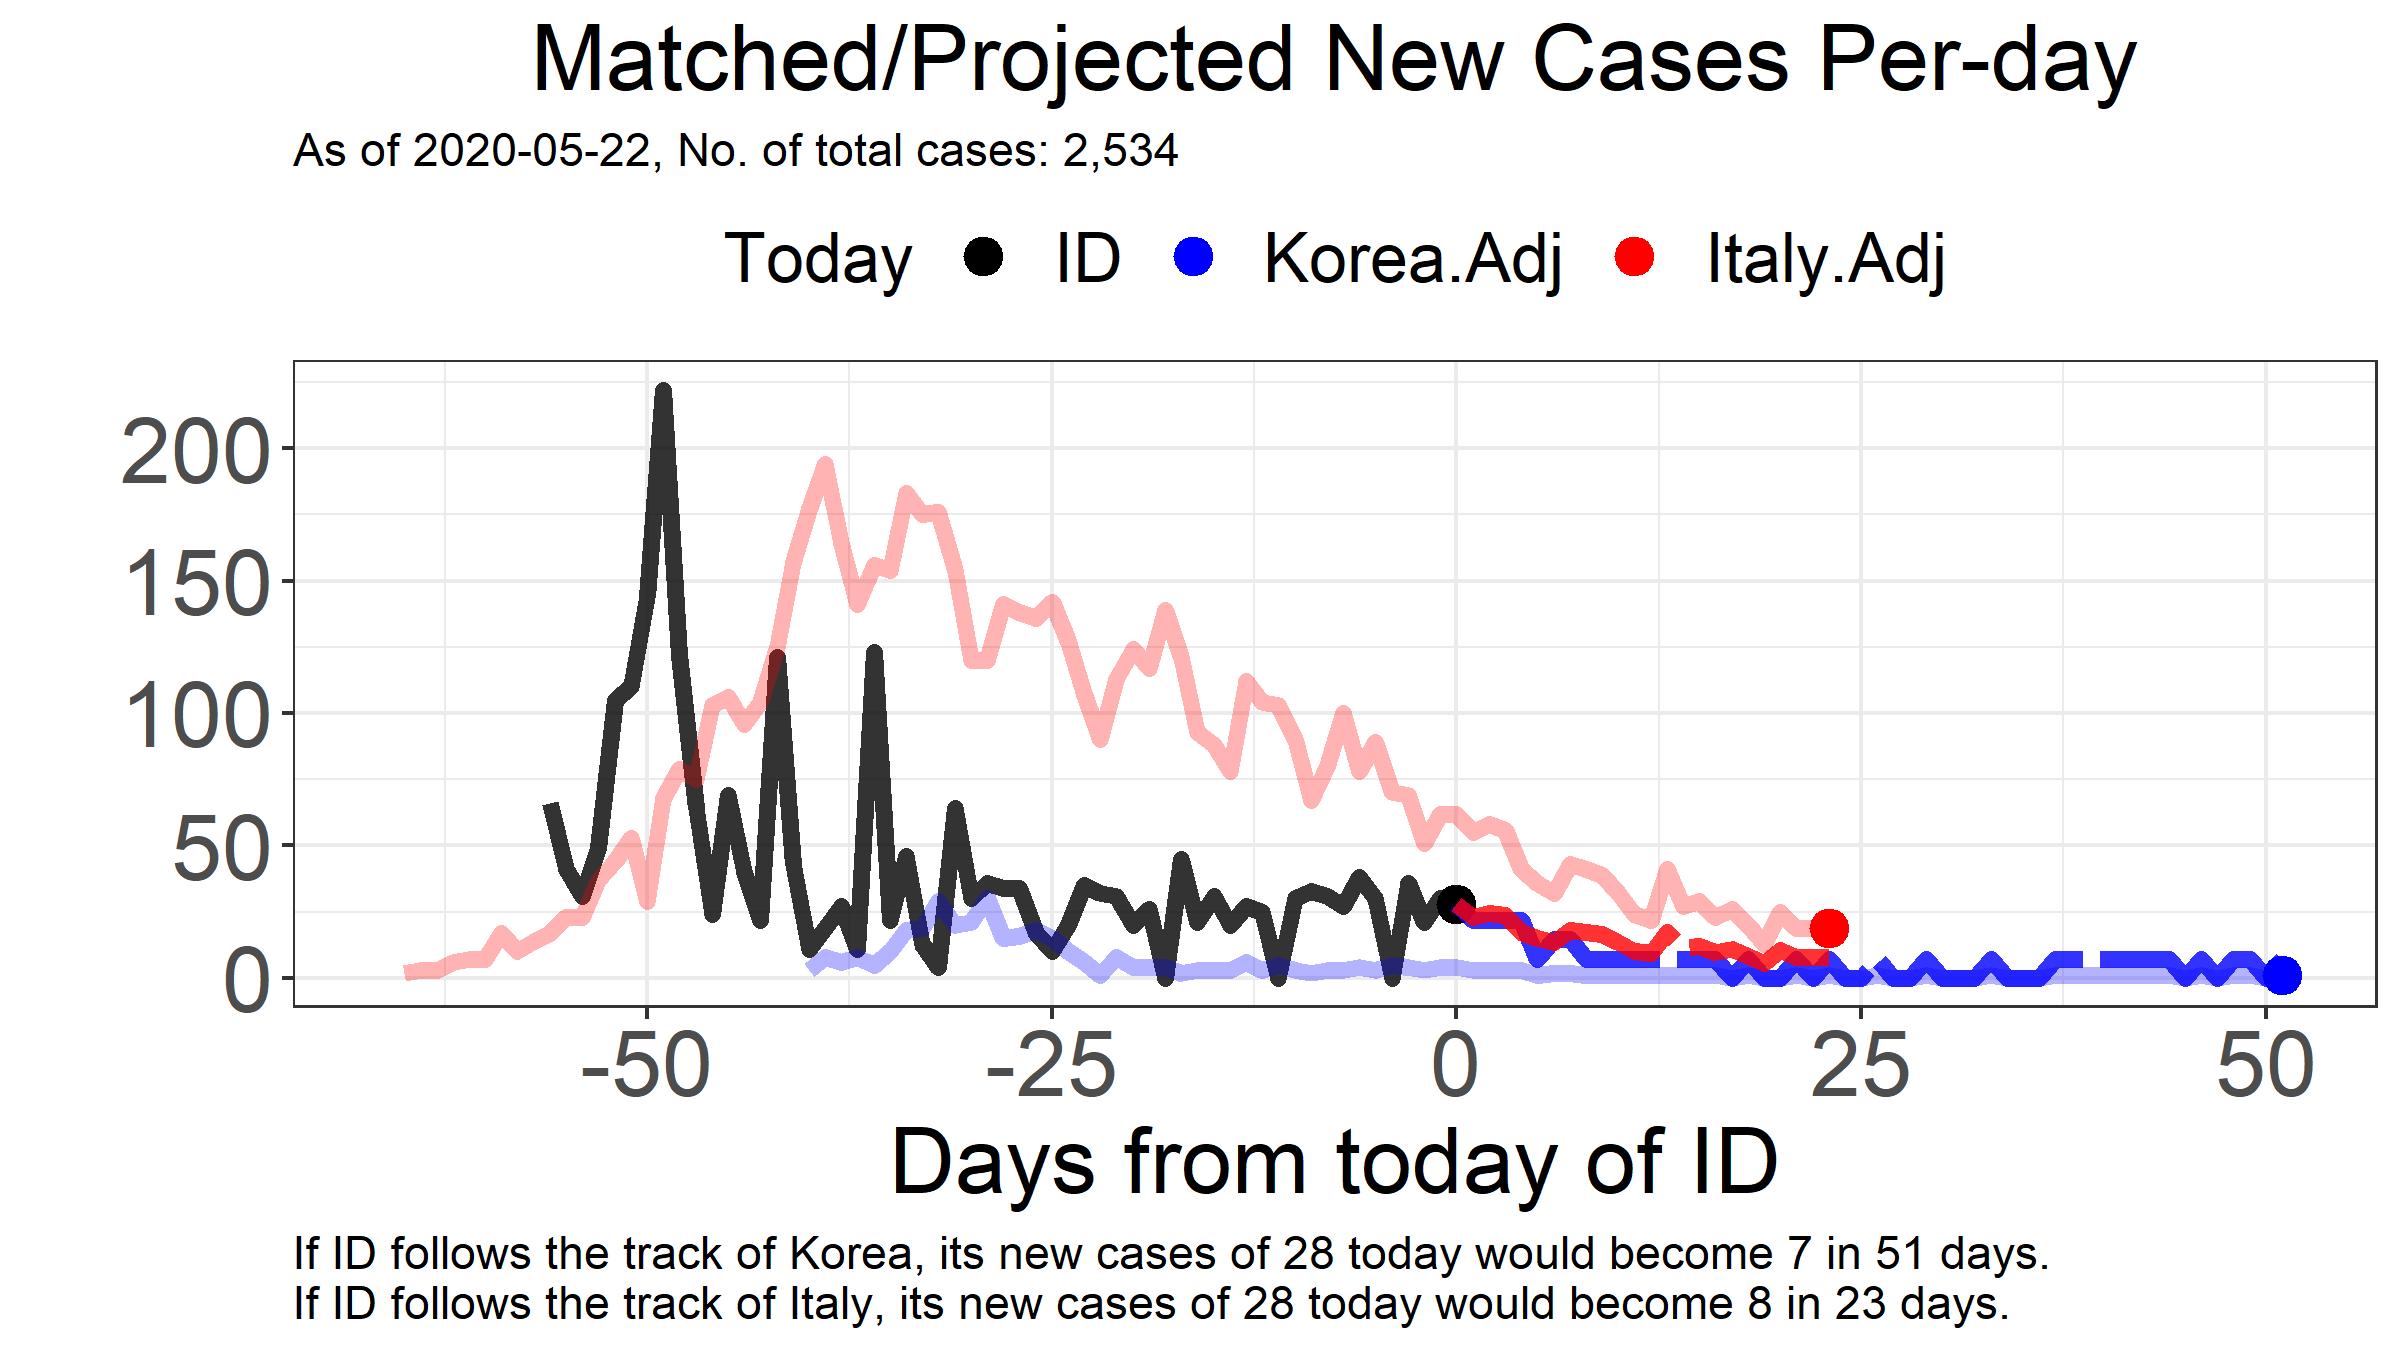 Matched/Projected New Cases Per-day
As of 2020-05-22, No. of total cases: 2,534
Today ID Korea.Adj Italy.Adj
200
150
100
50
0
-50 -25 0 25 50
Days from today of ID
If ID follows the track of Korea, its new cases of 28 today would become 7 in 51 days.
If ID follows the track of Italy, its new cases of 28 today would become 8 in 23 days.